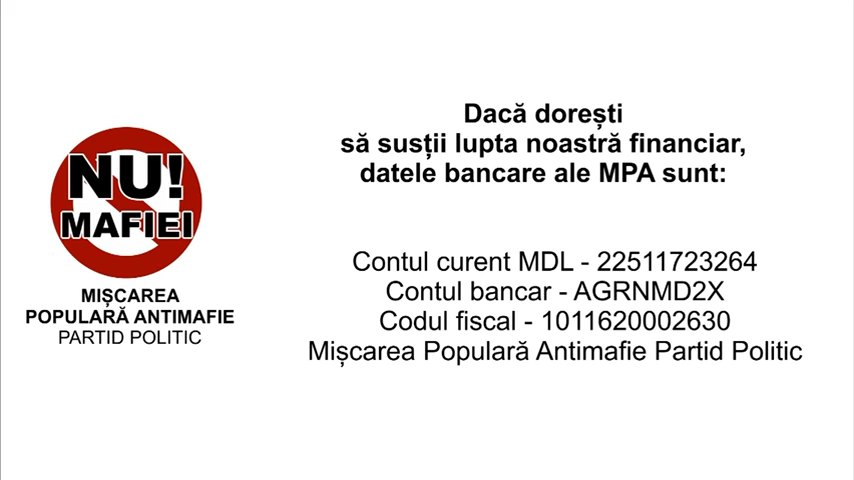 NU!
MAFIEI
MIȘCAREA
POPULARĂ ANTIMAFIE
PARTID POLITIC
Dacă dorești
să susții lupta noastră financiar,
datele bancare ale MPA sunt:
Contul curent MDL - 22511723264
Contul bancar - AGRNMD2X
Codul fiscal - 1011620002630
Mișcarea Populară Antimafie Partid Politic